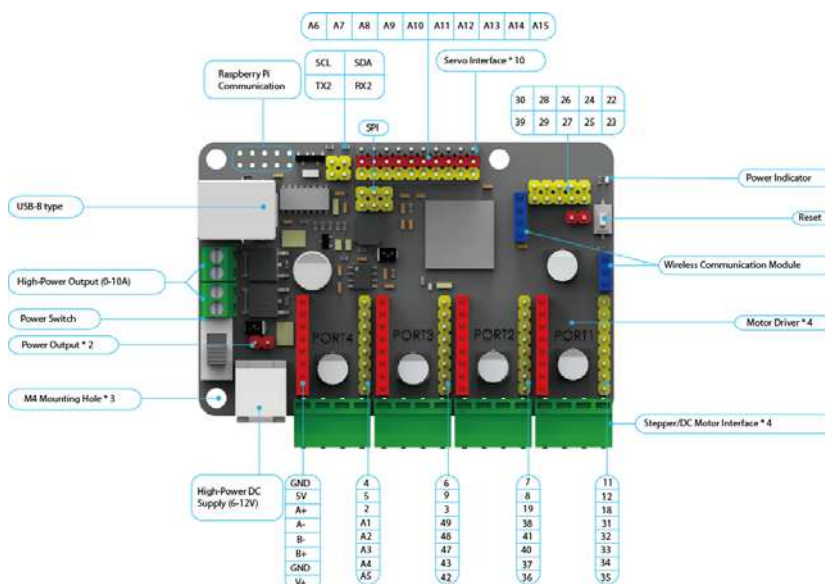 A6 A7 A8 A9 A10 A11 A12 A13 A14 A15
Raspberry Pi
Communication
SCL SDA
TX2 RX2
Servo Interface * 10
30 28 26 24 22
39 29 27 25 23
SPI
USB-B type
Power Indicator
Reset
High-Power Output (0-10A)
Wireless Communication Module
Power Switch
Power Output * 2
PORT4
PORT3
PORT2
PORT1
Motor Driver * 4
M4 Mounting Hole * 3
Stepper/DC Motor Interface * 4
High-Power DC
Supply (6-12V)
GND
5V
A+
A-
B-
B+
GND
V+
4
5
2
A1
A2
A3
A4
A5
6
9
3
49
48
47
43
42
7
8
19
38
41
40
37
36
11
12
18
31
32
33
34
35